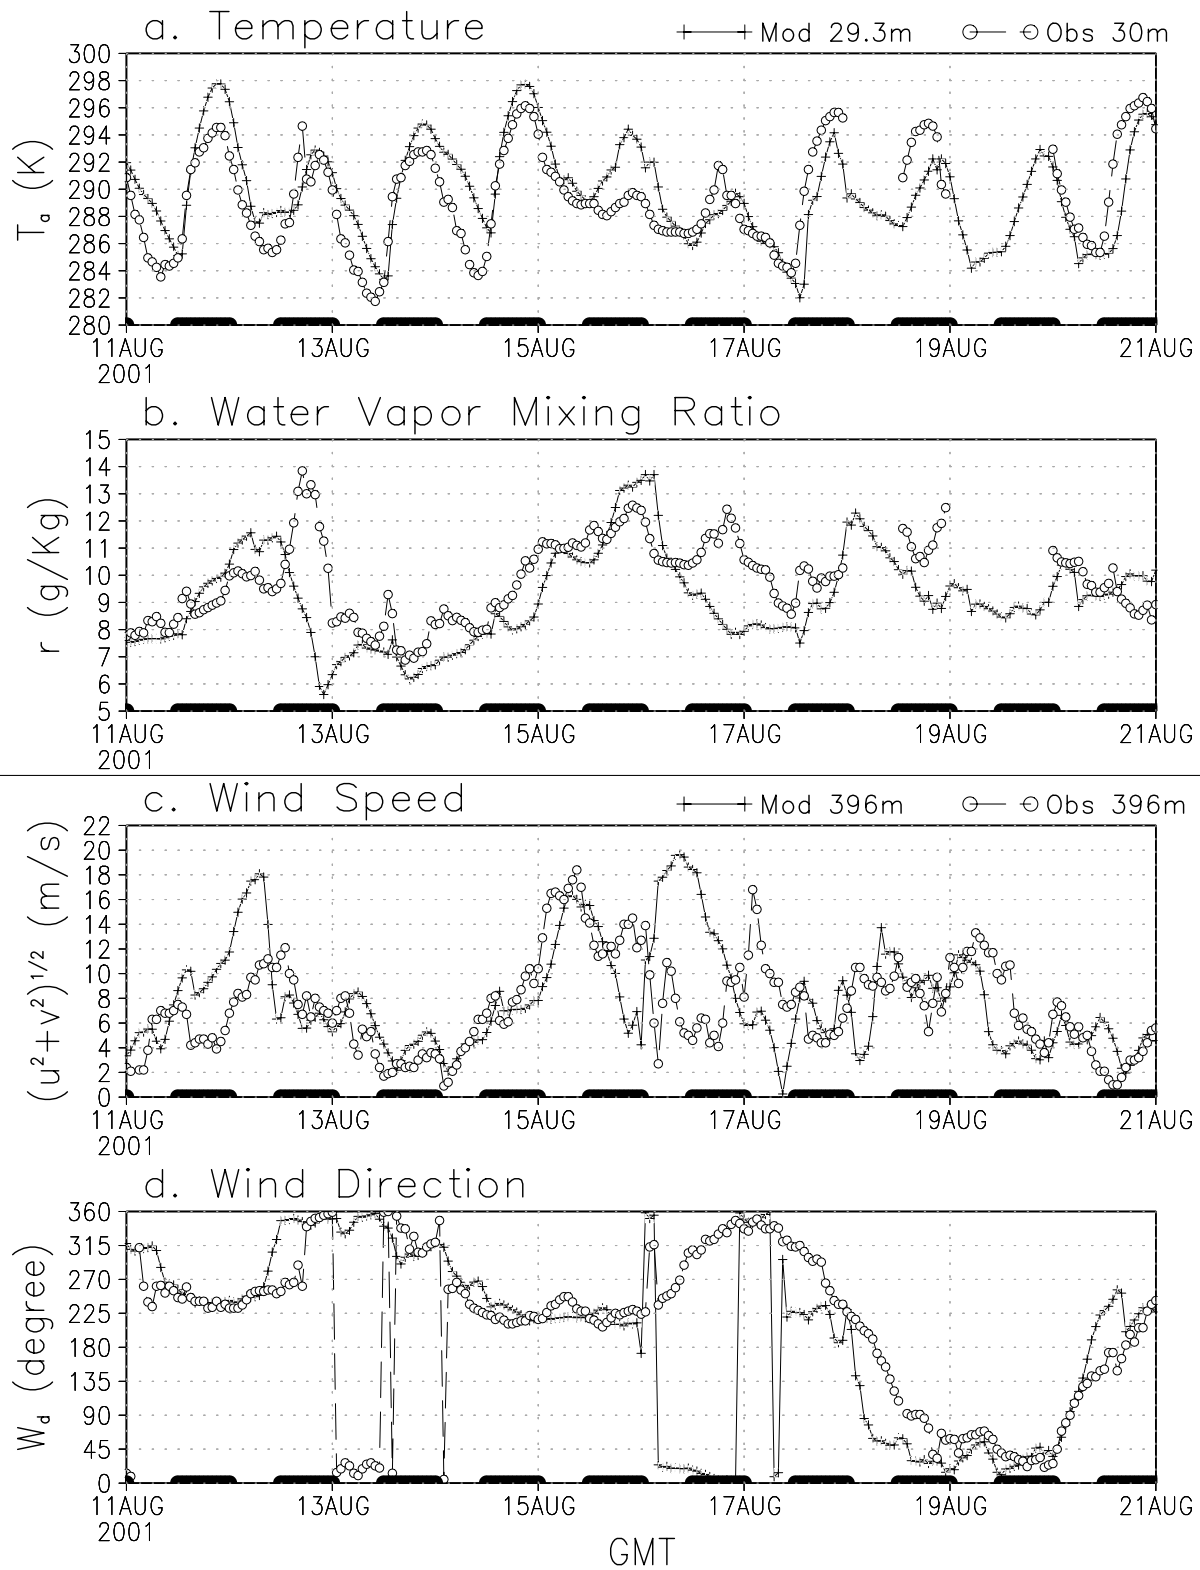 a. Temperature
Mod 29.3m
Obs 30m
Ta (K)
300
298
296
294
292
290
288
286
284
282
280
11AUG 13AUG 15AUG 17AUG 19AUG 21AUG
2001
b. Water Vapor Mixing Ratio
r (g/Kg)
15
14
13
12
11
10
9
8
7
6
5
11AUG 13AUG 15AUG 17AUG 19AUG 21AUG
2001
c. Wind Speed
Mod 396m
Obs 396m
(u²+v²)^1/2 (m/s)
22
20
18
16
14
12
10
8
6
4
2
0
11AUG 13AUG 15AUG 17AUG 19AUG 21AUG
2001
d. Wind Direction
Wd (degree)
360
315
270
225
180
135
90
45
0
11AUG 13AUG 15AUG 17AUG 19AUG 21AUG
2001
GMT